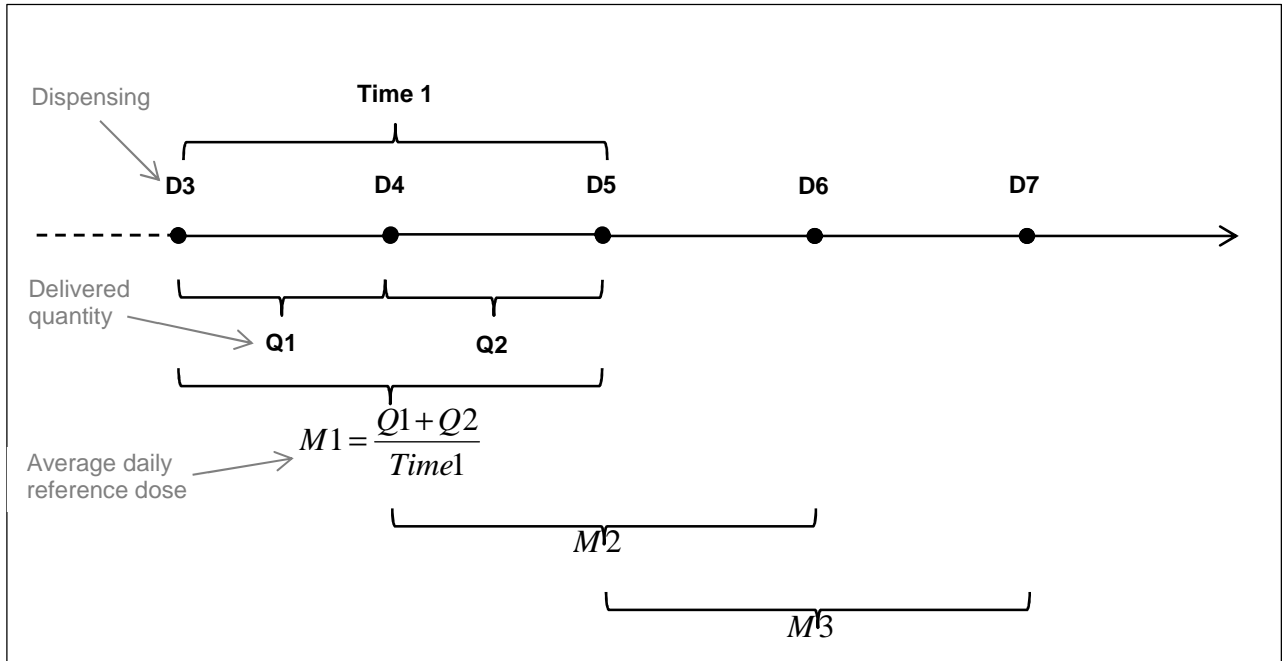 Time 1
Dispensing
D3 D4 D5 D6 D7
Delivered
quantity
Q1 Q2
M1 = Q1 + Q2 / Time1
Average daily
reference dose
M2
M3